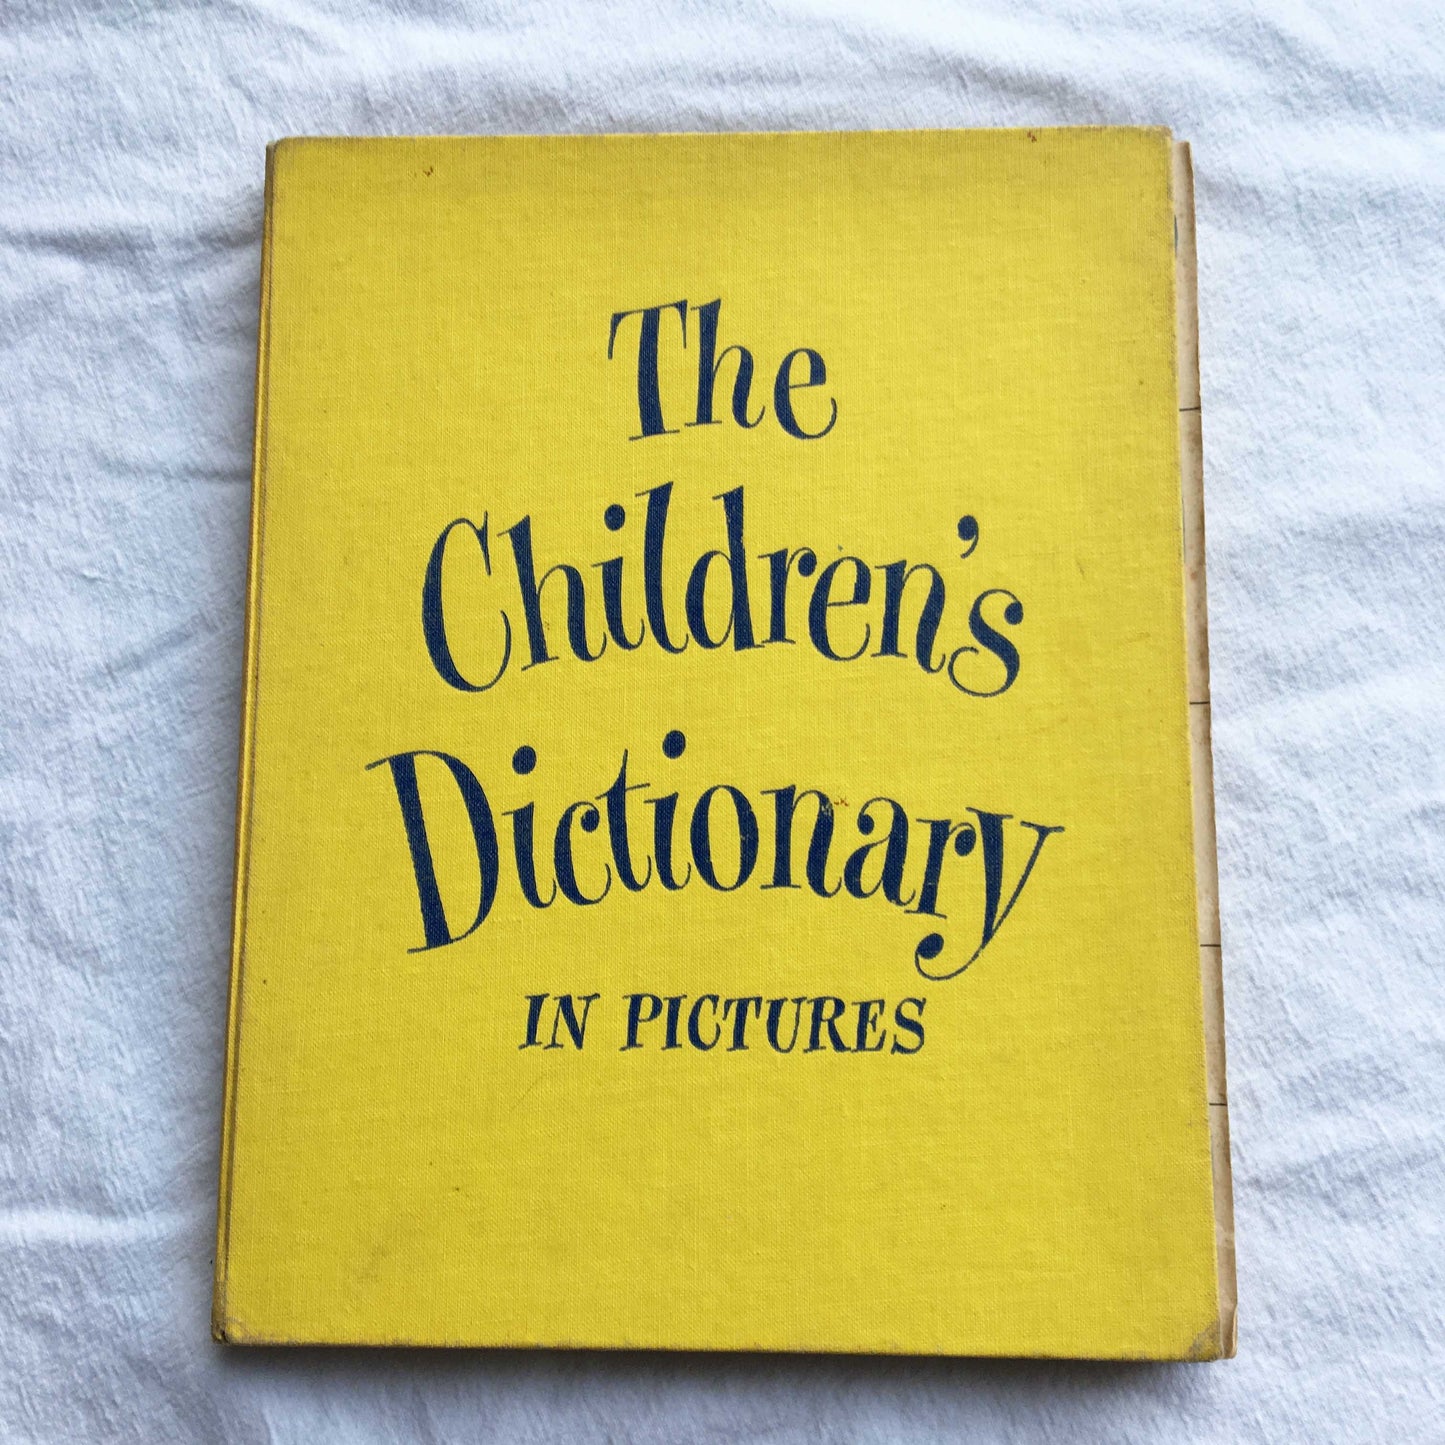 The
Children's
Dictionary
IN PICTURES